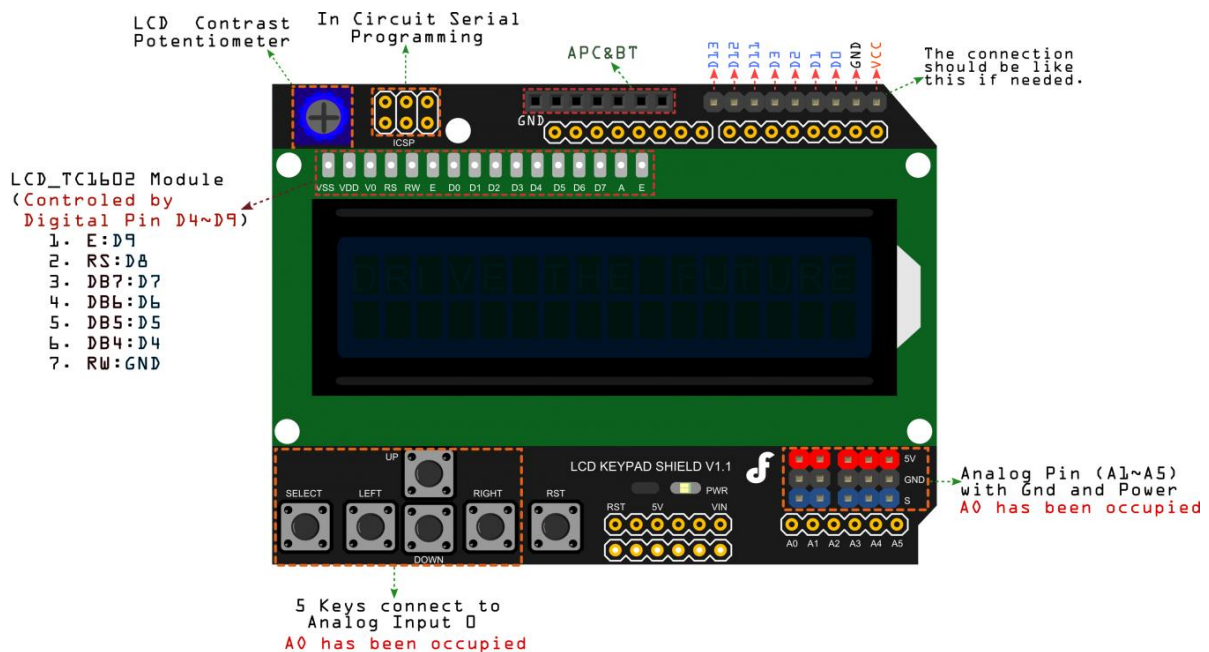 LCD Contrast
Potentiometer
In Circuit Serial
Programming
APC&BT
D13 D12 D11 D3 D2 D1 D0 GND VCC
The connection
should be like
this if needed.
GND
ICSP
VSS VDD V0 RS RW E D0 D1 D2 D3 D4 D5 D6 D7 A E
LCD_TC1602 Module
(Controled by
Digital Pin D4~D9)
1. E:D9
2. RS:D8
3. DB7:D7
4. DB6:D6
5. DB5:D5
6. DB4:D4
7. RW:GND
DRIVE THE FUTURE
UP
SELECT LEFT RIGHT RST
DOWN
LCD KEYPAD SHIELD V1.1
PWR
RST 5V VIN
5V
GND
S
A0 A1 A2 A3 A4 A5
Analog Pin (A1~A5)
with Gnd and Power
A0 has been occupied
5 Keys connect to
Analog Input 0
A0 has been occupied